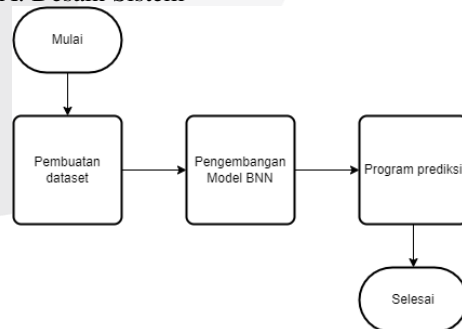 Desain Sistem
Mulai
Pembuatan
dataset
Pengembangan
Model BNN
Program prediksi
Selesai